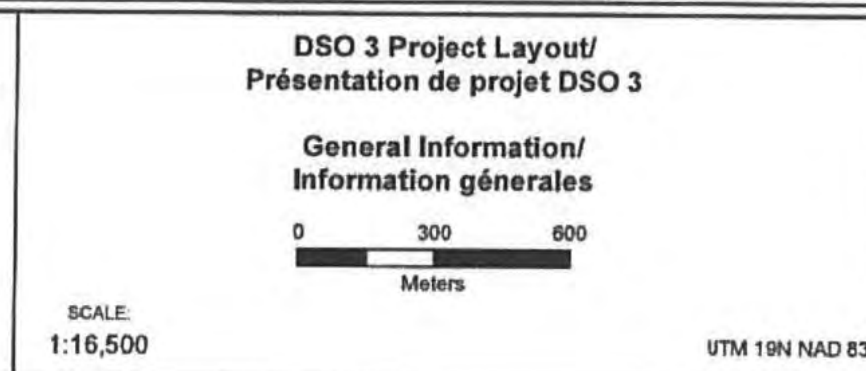 DSO 3 Project Layout/
Présentation de projet DSO 3
General Information/
Information génerales
0 300 600
Meters
SCALE:
1:16,500
UTM 19N NAD 83